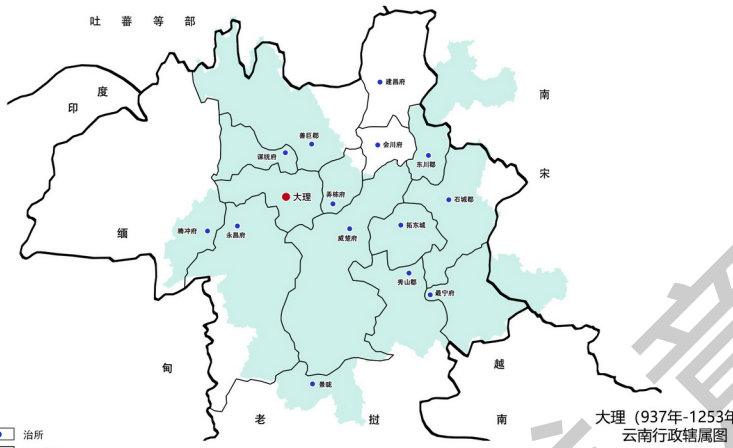 吐蕃等部
印度
建昌府
南宋
会川府
善巨郡
谋统府
东川郡
大理
弄栋府
石城郡
腾冲府
永昌府
威楚府
拓东城
缅甸
秀山郡
最宁府
景昽
老挝
越南
治所
大理（937年-1253年
云南行政辖属图